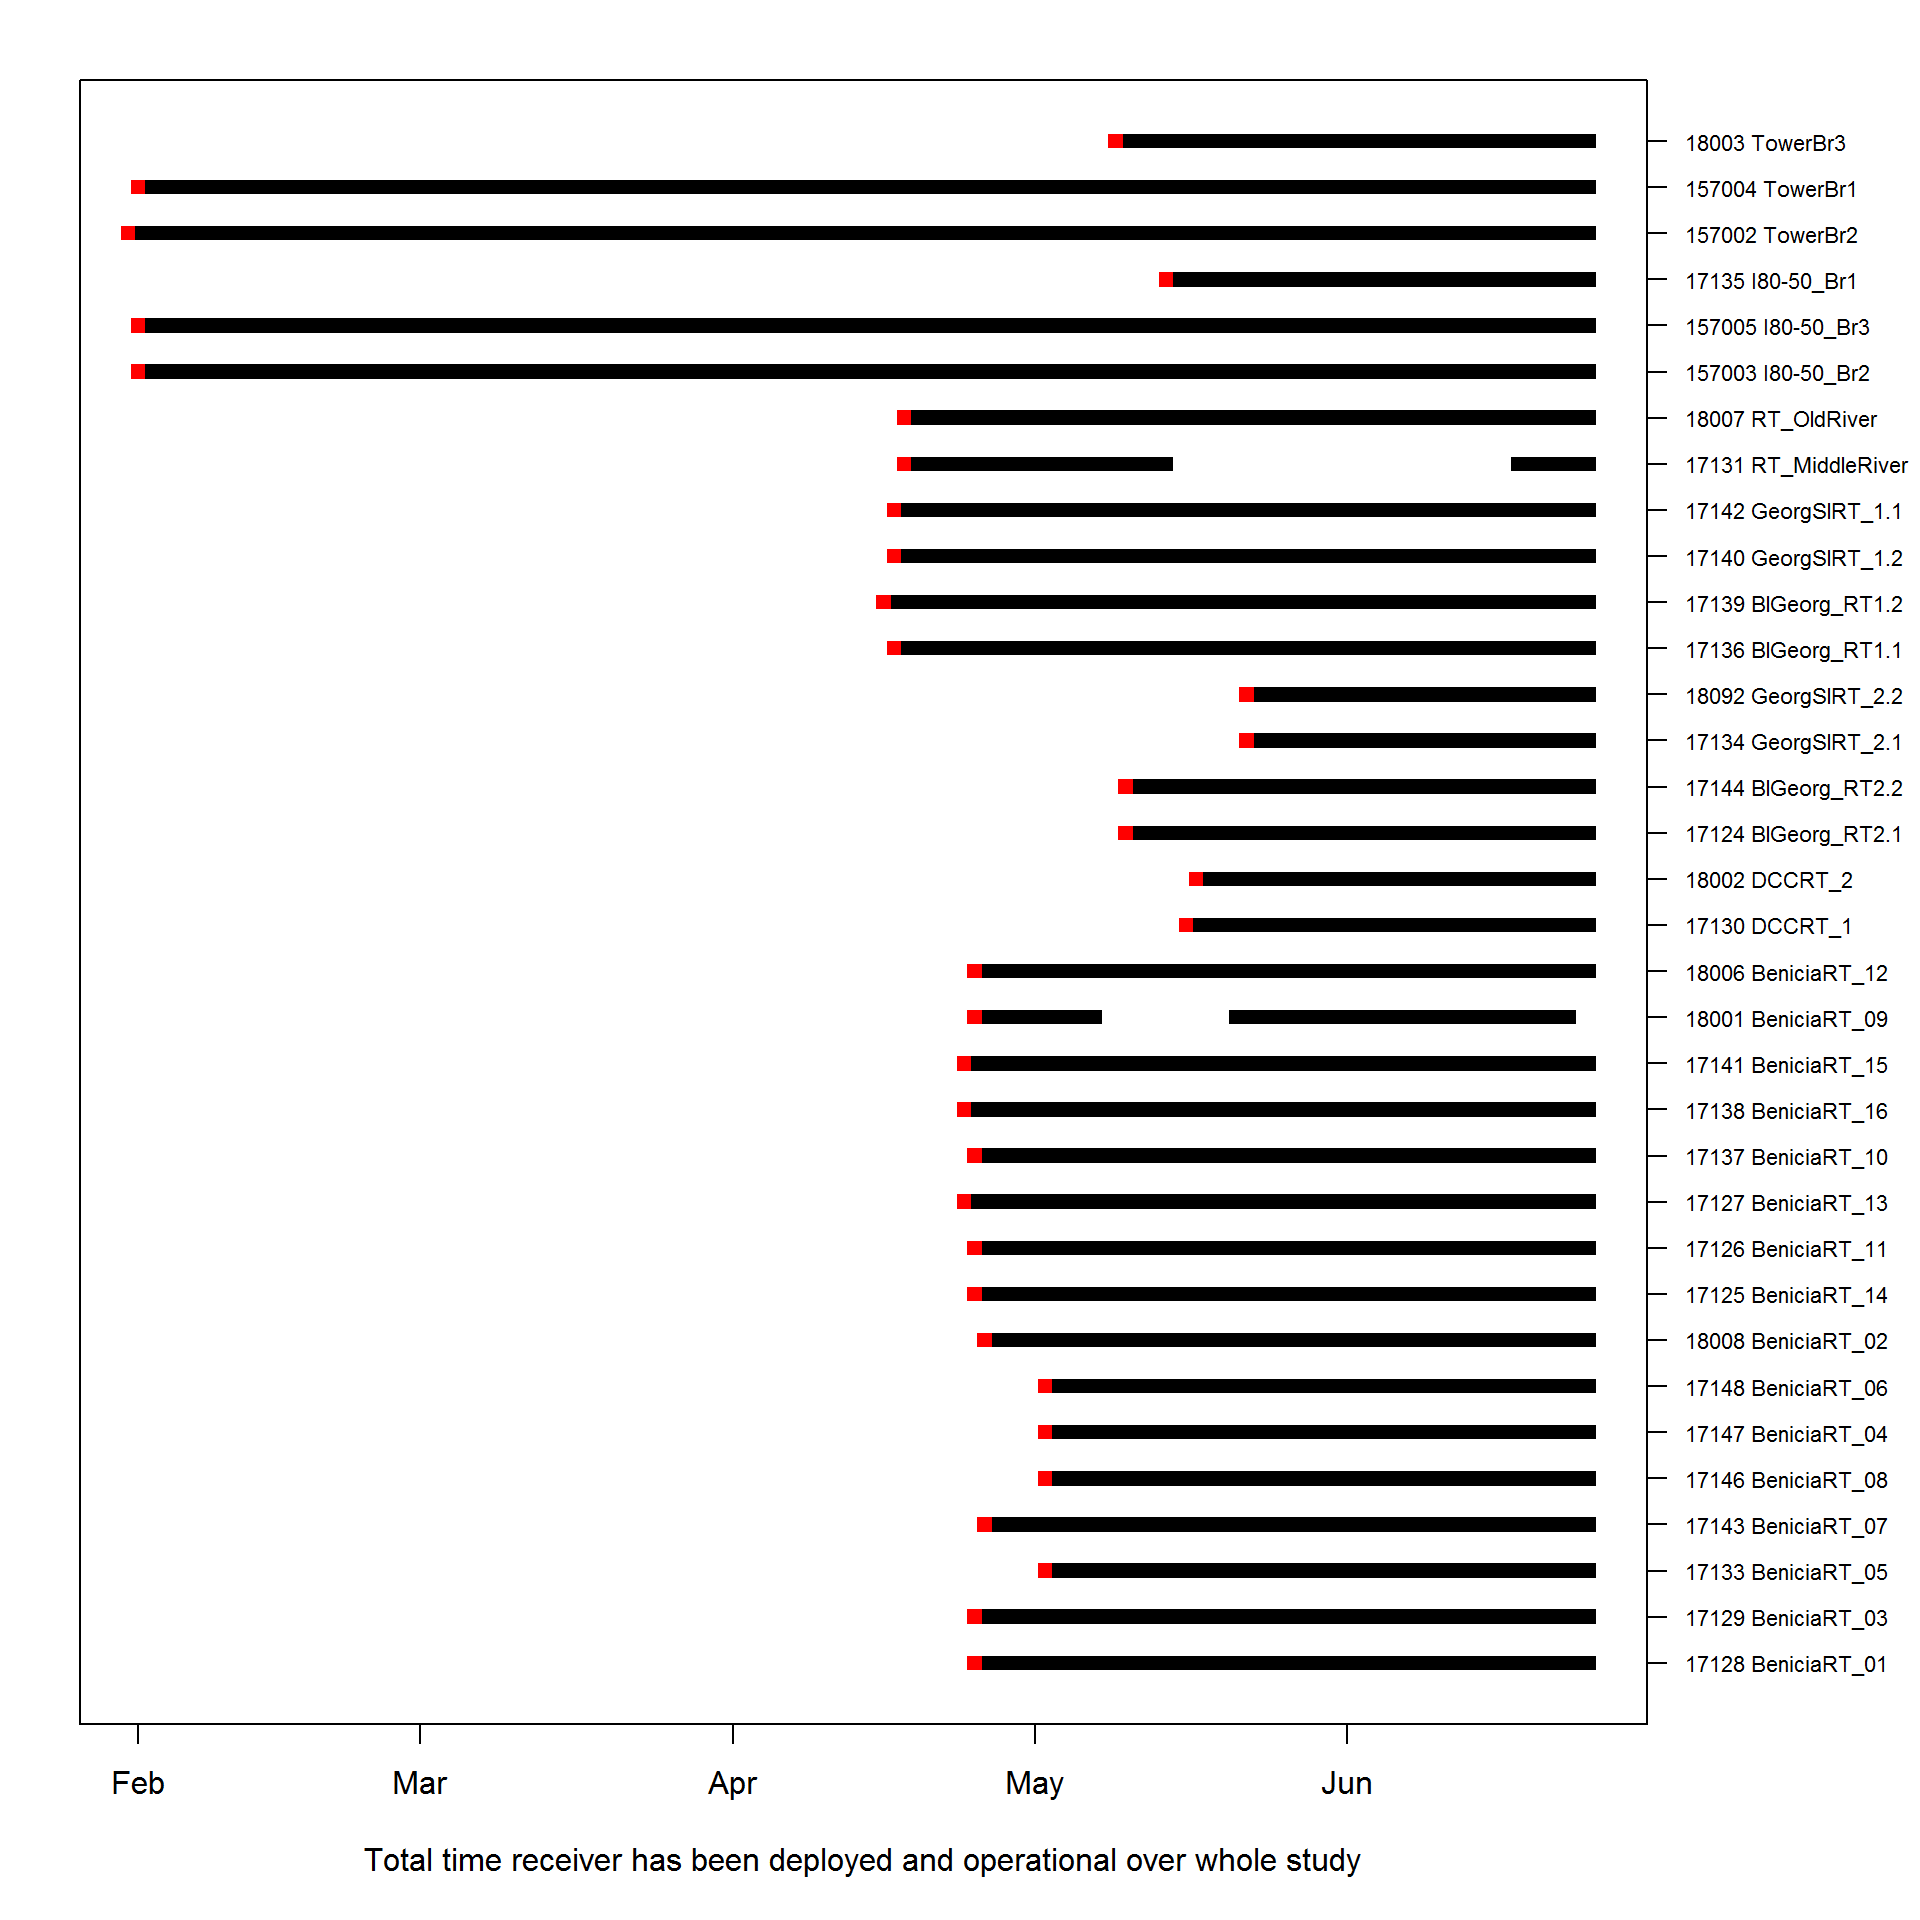 18003 TowerBr3
157004 TowerBr1
157002 TowerBr2
17135 I80-50_Br1
157005 I80-50_Br3
157003 I80-50_Br2
18007 RT_OldRiver
17131 RT_MiddleRiver
17142 GeorgSlRT_1.1
17140 GeorgSlRT_1.2
17139 BlGeorg_RT1.2
17136 BlGeorg_RT1.1
18092 GeorgSlRT_2.2
17134 GeorgSlRT_2.1
17144 BlGeorg_RT2.2
17124 BlGeorg_RT2.1
18002 DCCRT_2
17130 DCCRT_1
18006 BeniciaRT_12
18001 BeniciaRT_09
17141 BeniciaRT_15
17138 BeniciaRT_16
17137 BeniciaRT_10
17127 BeniciaRT_13
17126 BeniciaRT_11
17125 BeniciaRT_14
18008 BeniciaRT_02
17148 BeniciaRT_06
17147 BeniciaRT_04
17146 BeniciaRT_08
17143 BeniciaRT_07
17133 BeniciaRT_05
17129 BeniciaRT_03
17128 BeniciaRT_01
Feb Mar Apr May Jun
Total time receiver has been deployed and operational over whole study